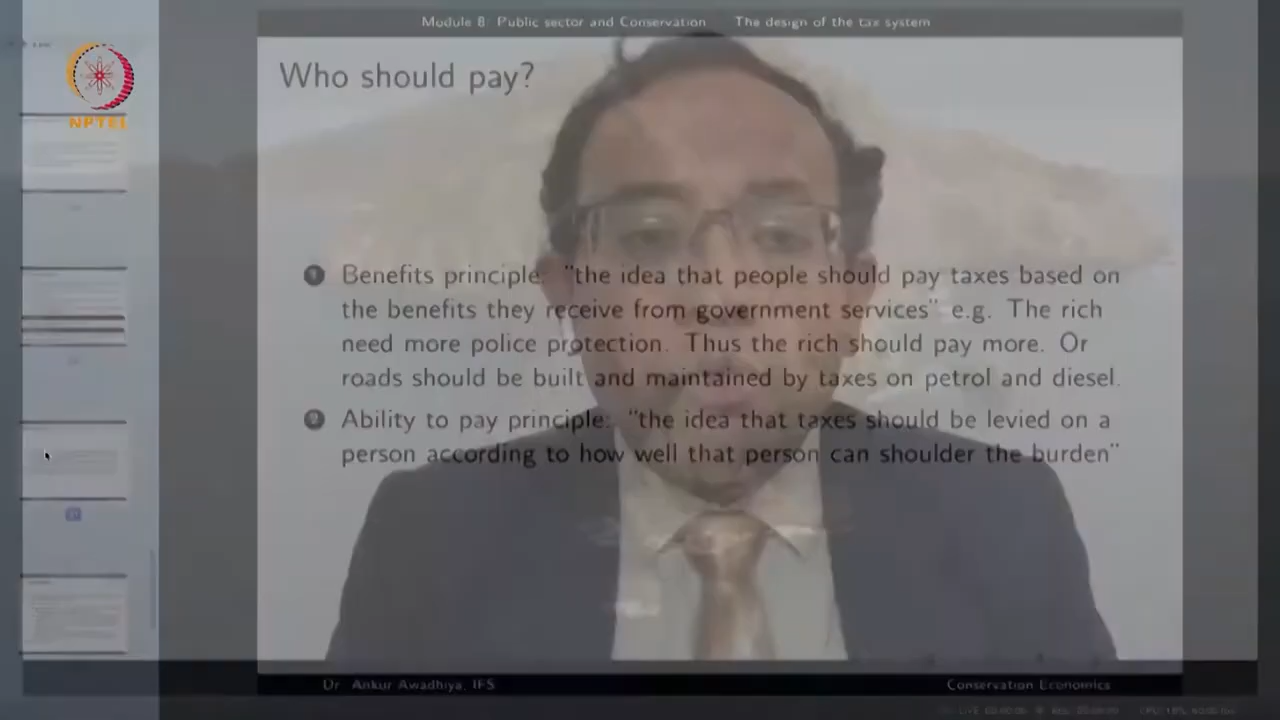 Module 8: Public sector and Conservation The design of the tax system
NPTEL
Who should pay?
1 Benefits principle: "the idea that people should pay taxes based on
the benefits they receive from government services" e.g. The rich
need more police protection. Thus the rich should pay more. Or
roads should be built and maintained by taxes on petrol and diesel.
2 Ability to pay principle: "the idea that taxes should be levied on a
person according to how well that person can shoulder the burden"
Dr Ankur Awadhiya, IFS Conservation Economics